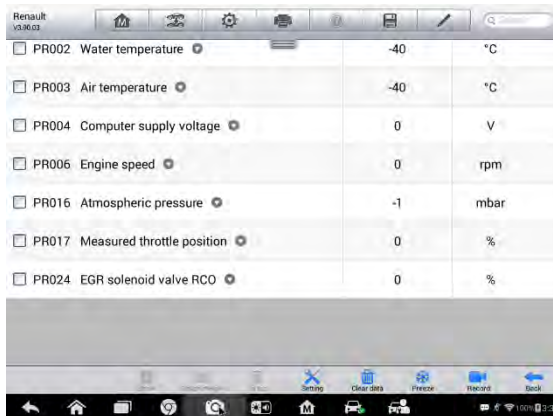 Renault
V3.90.03
PR002 Water temperature -40 °C
PR003 Air temperature -40 °C
PR004 Computer supply voltage 0 V
PR006 Engine speed 0 rpm
PR016 Atmospheric pressure -1 mbar
PR017 Measured throttle position 0 %
PR024 EGR solenoid valve RCO 0 %
Setting Clear data Freeze Record Back
100%